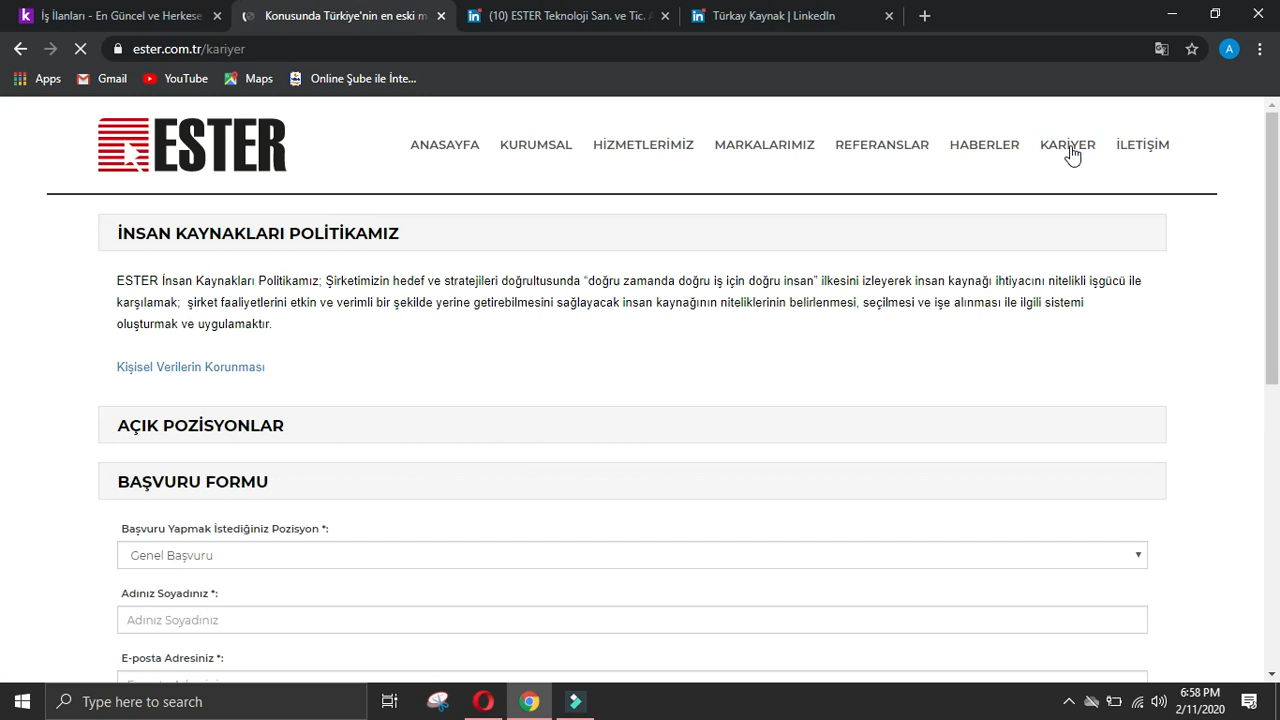 İş İlanları - En Güncel ve Herkese
Konusunda Türkiye'nin en eski m
(10) ESTER Teknoloji San. ve Tic. A
Türkay Kaynak | LinkedIn
ester.com.tr/kariyer
A
Apps
Gmail
YouTube
Maps
Online Şube ile İnte...
ESTER
ANASAYFA
KURUMSAL
HİZMETLERİMİZ
MARKALARIMIZ
REFERANSLAR
HABERLER
KARİYER
İLETİŞİM
İNSAN KAYNAKLARI POLİTİKAMIZ
ESTER İnsan Kaynakları Politikamız; Şirketimizin hedef ve stratejileri doğrultusunda “doğru zamanda doğru iş için doğru insan” ilkesini izleyerek insan kaynağı ihtiyacını nitelikli işgücü ile
karşılamak; şirket faaliyetlerini etkin ve verimli bir şekilde yerine getirebilmesini sağlayacak insan kaynağının niteliklerinin belirlenmesi, seçilmesi ve işe alınması ile ilgili sistemi
oluşturmak ve uygulamaktır.
Kişisel Verilerin Korunması
AÇIK POZİSYONLAR
BAŞVURU FORMU
Başvuru Yapmak İstediğiniz Pozisyon *:
Genel Başvuru
Adınız Soyadınız *:
Adınız Soyadınız
E-posta Adresiniz *:
Type here to search
6:58 PM
2/11/2020